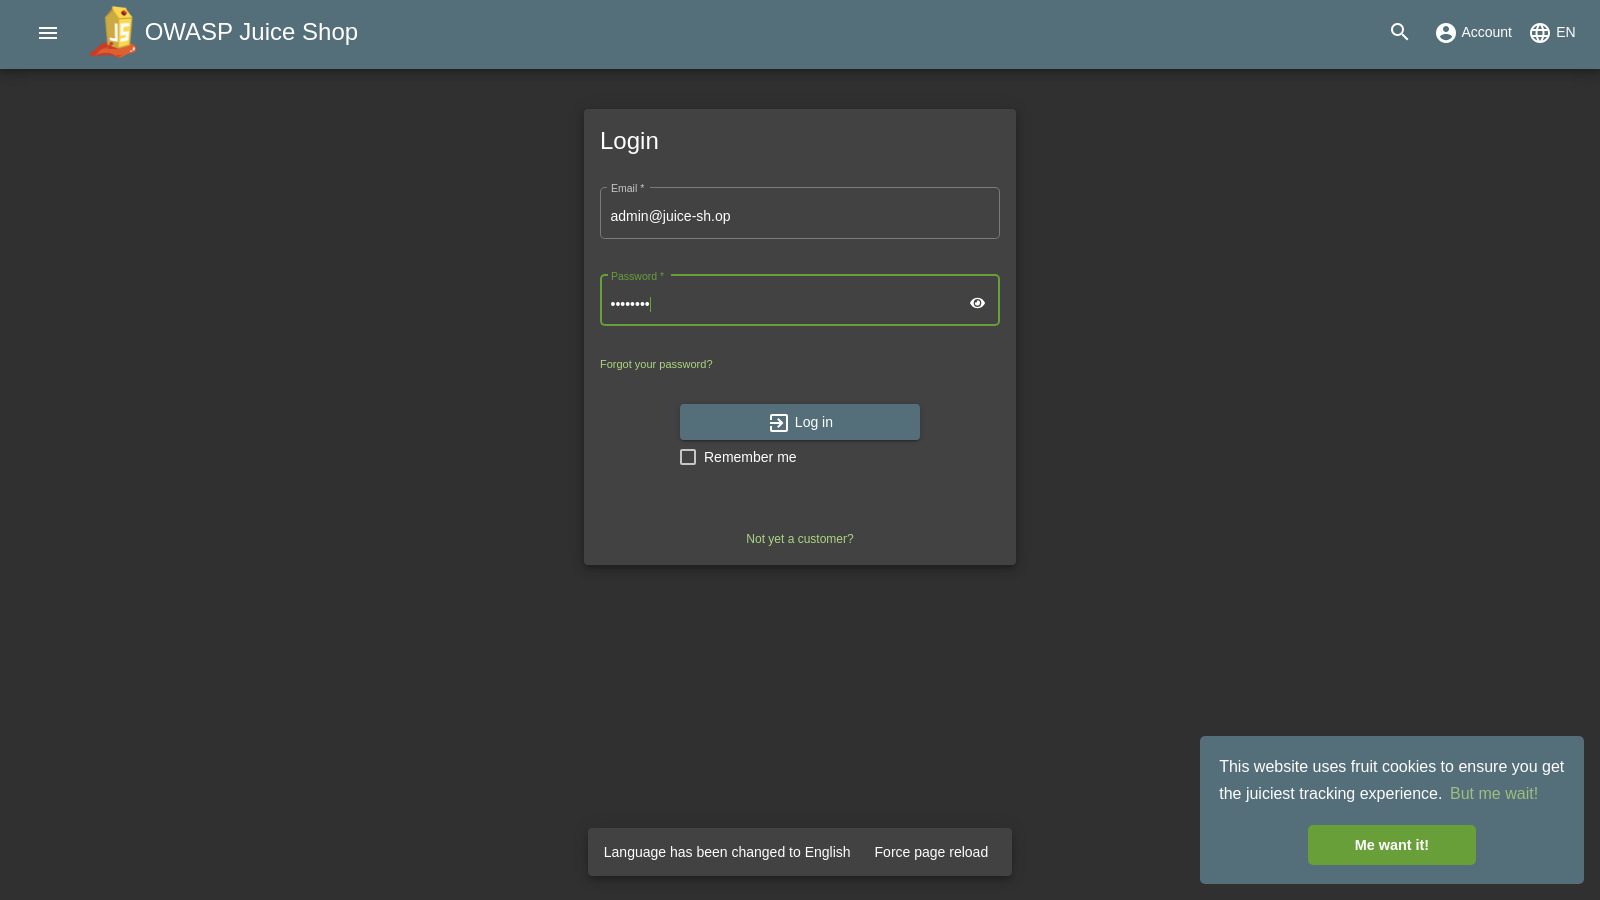 OWASP Juice Shop
Account
EN
Login
Email *
admin@juice-sh.op
Password *
••••••••
Forgot your password?
Log in
Remember me
Not yet a customer?
This website uses fruit cookies to ensure you get
the juiciest tracking experience. But me wait!
Me want it!
Language has been changed to English Force page reload